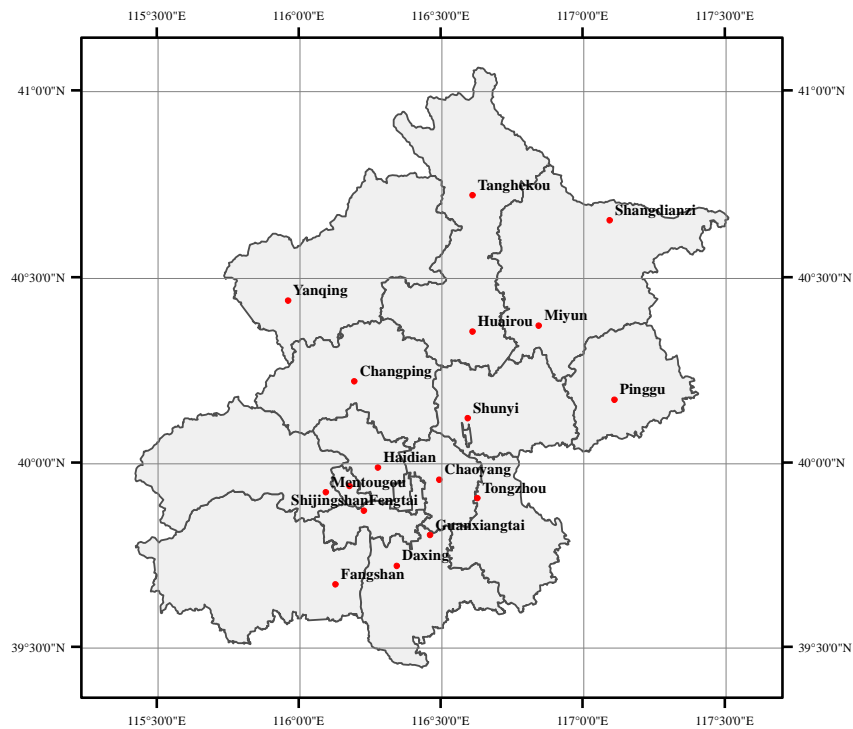 115°30'0"E 116°0'0"E 116°30'0"E 117°0'0"E 117°30'0"E
41°0'0"N 41°0'0"N
Tanghekou
Shangdianzi
40°30'0"N 40°30'0"N
Yanqing
Miyun
Huairou
Changping
Pinggu
Shunyi
40°0'0"N 40°0'0"N
Haidian
Chaoyang
Mentougou
Tongzhou
ShijingshanFengtai
Guanxiangtai
Daxing
Fangshan
39°30'0"N 39°30'0"N
115°30'0"E 116°0'0"E 116°30'0"E 117°0'0"E 117°30'0"E